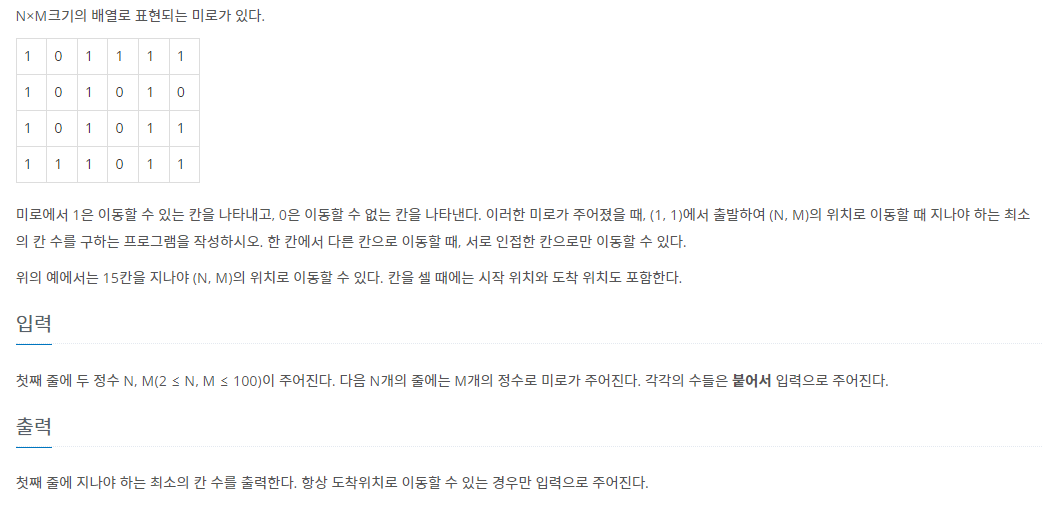 N×M크기의 배열로 표현되는 미로가 있다.
1 0 1 1 1 1
1 0 1 0 1 0
1 0 1 0 1 1
1 1 1 0 1 1
미로에서 1은 이동할 수 있는 칸을 나타내고, 0은 이동할 수 없는 칸을 나타낸다. 이러한 미로가 주어졌을 때, (1, 1)에서 출발하여 (N, M)의 위치로 이동할 때 지나야 하는 최소
의 칸 수를 구하는 프로그램을 작성하시오. 한 칸에서 다른 칸으로 이동할 때, 서로 인접한 칸으로만 이동할 수 있다.
위의 예에서는 15칸을 지나야 (N, M)의 위치로 이동할 수 있다. 칸을 셀 때에는 시작 위치와 도착 위치도 포함한다.
입력
첫째 줄에 두 정수 N, M(2 ≤ N, M ≤ 100)이 주어진다. 다음 N개의 줄에는 M개의 정수로 미로가 주어진다. 각각의 수들은 붙어서 입력으로 주어진다.
출력
첫째 줄에 지나야 하는 최소의 칸 수를 출력한다. 항상 도착위치로 이동할 수 있는 경우만 입력으로 주어진다.